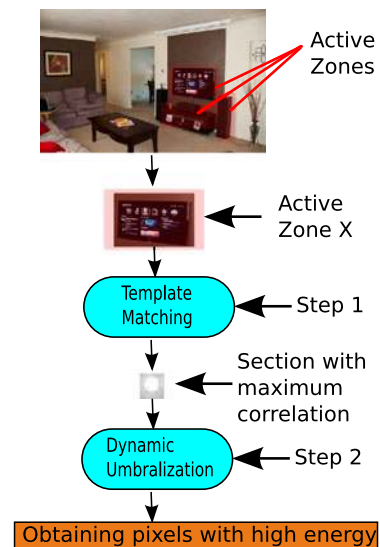 Active
Zones
Active
Zone X
Template
Matching
Step 1
Section with
maximum
correlation
Dynamic
Umbralization
Step 2
Obtaining pixels with high energy